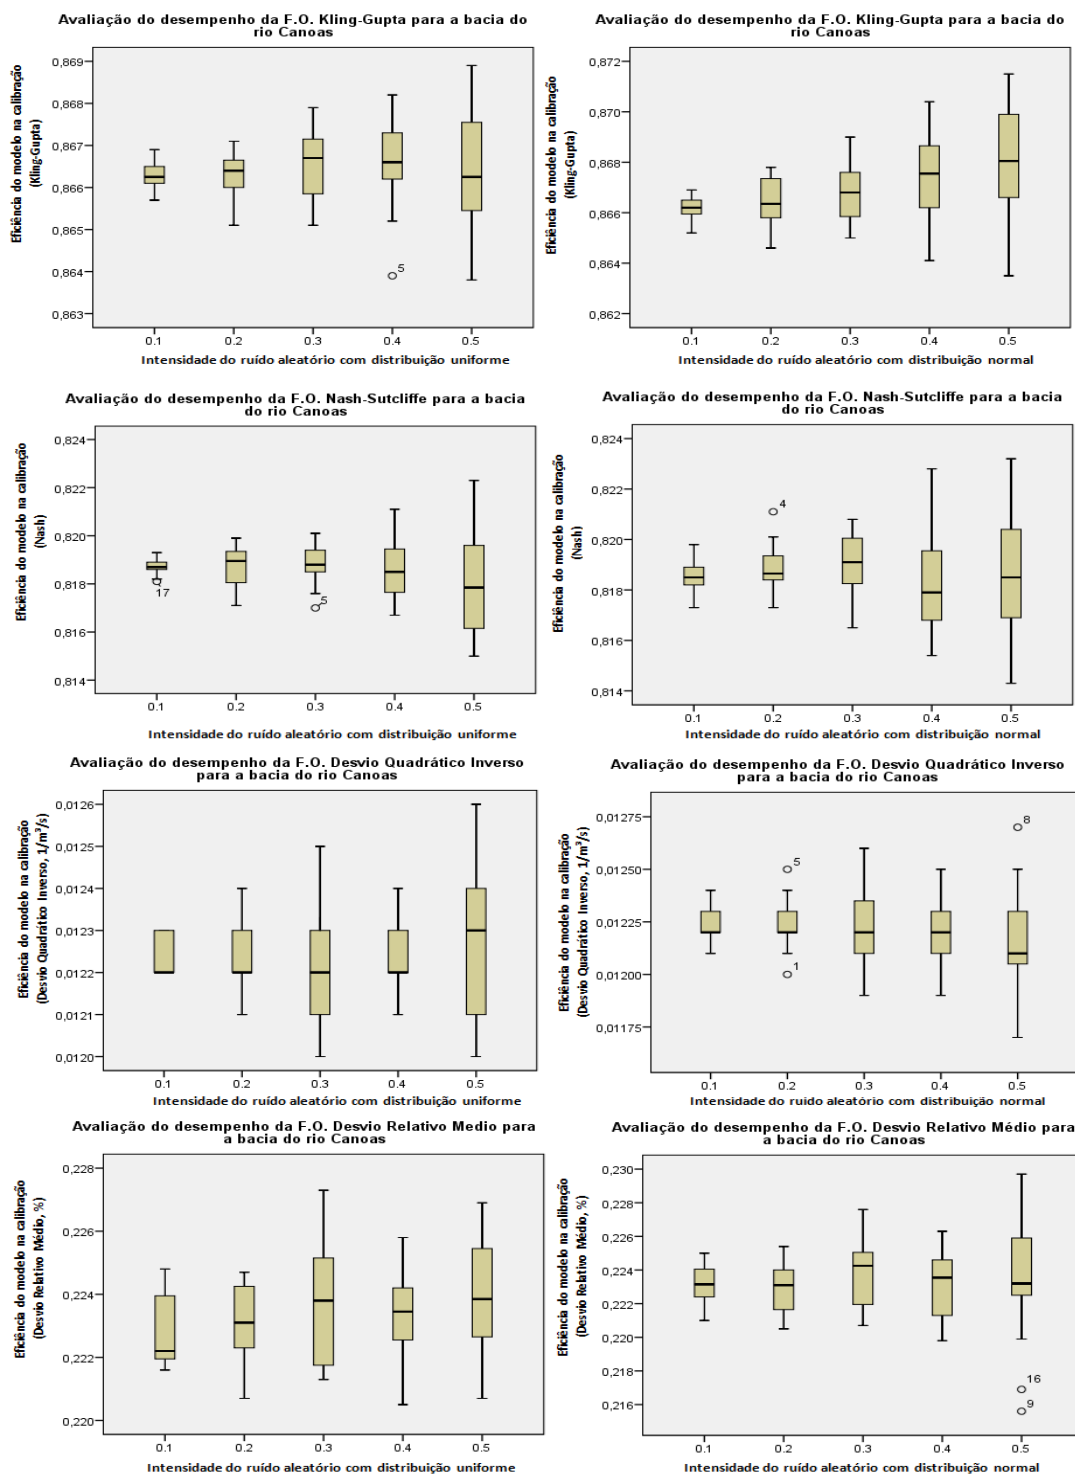 Avaliação do desempenho da F.O. Kling-Gupta para a bacia do
rio Canoas
Eficiência do modelo na calibração
(Kling-Gupta)
0,869
0,868
0,867
0,866
0,865
0,864
0,863
5
0.1 0.2 0.3 0.4 0.5
Intensidade do ruído aleatório com distribuição uniforme
Avaliação do desempenho da F.O. Kling-Gupta para a bacia do
rio Canoas
Eficiência do modelo na calibração
(Kling-Gupta)
0,872
0,870
0,868
0,866
0,864
0,862
0.1 0.2 0.3 0.4 0.5
Intensidade do ruído aleatório com distribuição normal
Avaliação do desempenho da F.O. Nash-Sutcliffe para a bacia
do rio Canoas
Eficiência do modelo na calibração
(Nash)
0,824
0,822
0,820
0,818
0,816
0,814
17
5
0.1 0.2 0.3 0.4 0.5
Intensidade do ruído aleatório com distribuição uniforme
Avaliação do desempenho da F.O. Nash-Sutcliffe para a bacia
do rio Canoas
Eficiência do modelo na calibração
(Nash)
0,824
0,822
0,820
0,818
0,816
0,814
4
0.1 0.2 0.3 0.4 0.5
Intensidade do ruído aleatório com distribuição normal
Avaliação do desempenho da F.O. Desvio Quadrático Inverso
para a bacia do rio Canoas
Eficiência do modelo na calibração
(Desvio Quadrático Inverso, 1/m³/s)
0,0126
0,0125
0,0124
0,0123
0,0122
0,0121
0,0120
0.1 0.2 0.3 0.4 0.5
Intensidade do ruído aleatório com distribuição uniforme
Avaliação do desempenho da F.O. Desvio Quadrático Inverso
para a bacia do rio Canoas
Eficiência do modelo na calibração
(Desvio Quadrático Inverso, 1/m³/s)
0,01275
0,01250
0,01225
0,01200
0,01175
5
1
8
0.1 0.2 0.3 0.4 0.5
Intensidade do ruído aleatório com distribuição normal
Avaliação do desempenho da F.O. Desvio Relativo Medio para
a bacia do rio Canoas
Eficiência do modelo na calibração
(Desvio Relativo Médio, %)
0,228
0,226
0,224
0,222
0,220
0.1 0.2 0.3 0.4 0.5
Intensidade do ruído aleatório com distribuição uniforme
Avaliação do desempenho da F.O. Desvio Relativo Médio para
a bacia do rio Canoas
Eficiência do modelo na calibração
(Desvio Relativo Médio, %)
0,230
0,228
0,226
0,224
0,222
0,220
0,218
0,216
16
9
0.1 0.2 0.3 0.4 0.5
Intensidade do ruído aleatório com distribuição normal